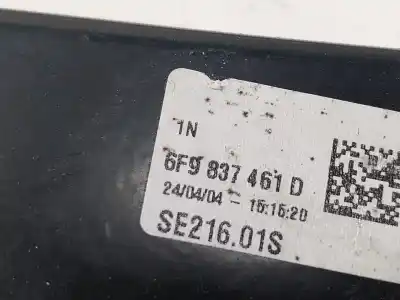 1N
6F9 837 461 D
24/04/04 - 15:15:20
SE216.01S